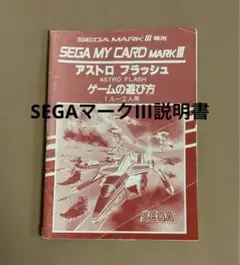 SEGA MARK III 専用
SEGA MY CARD MARK III
アストロ フラッシュ
ASTRO FLASH
ゲームの遊び方
1人〜2人用
SEGAマークIII説明書
SEGA